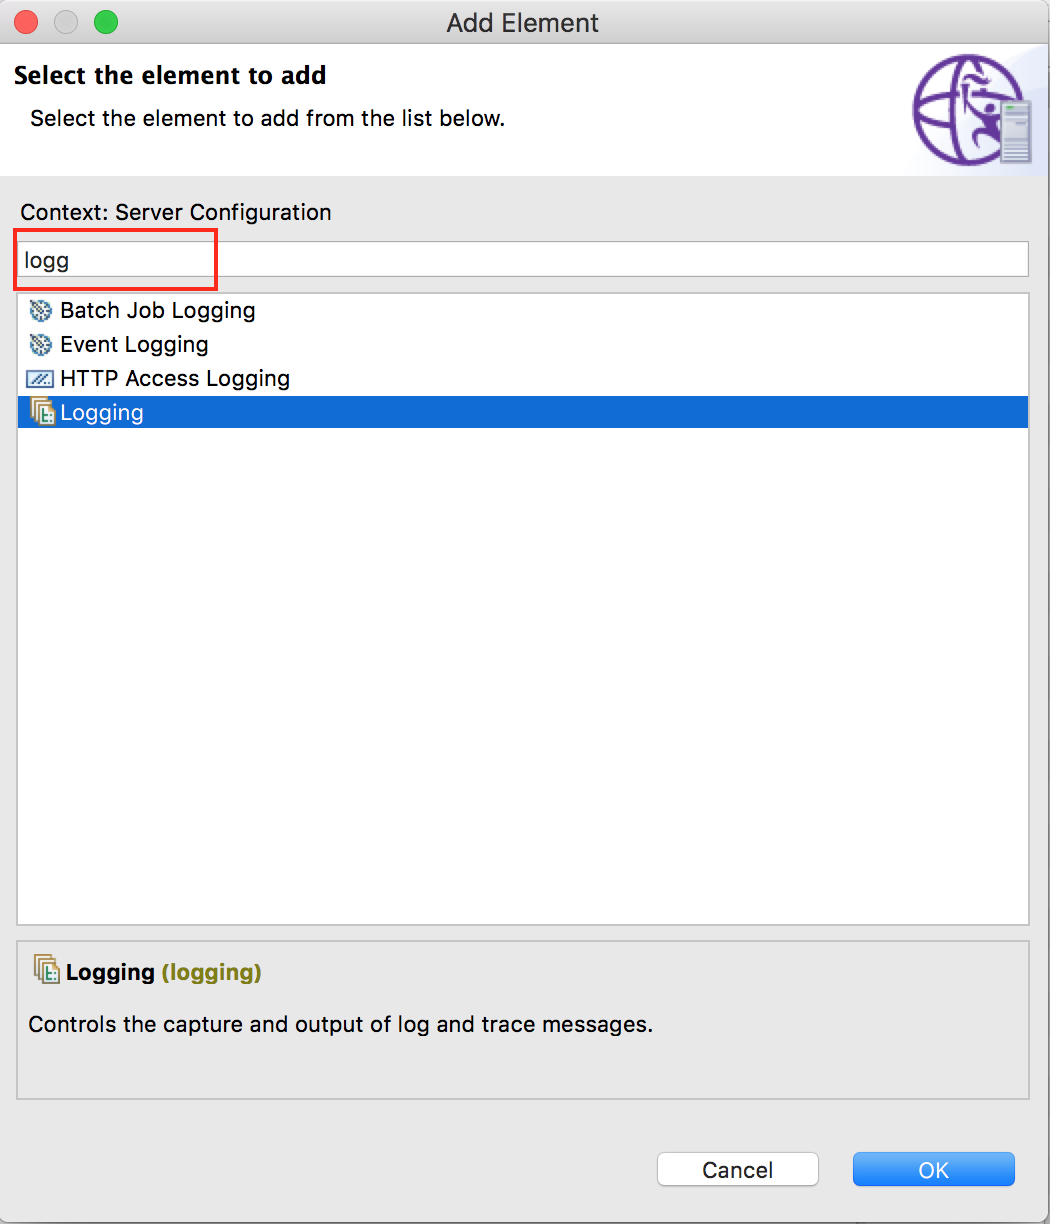 Add Element
Select the element to add
Select the element to add from the list below.
Context: Server Configuration
logg
Batch Job Logging
Event Logging
HTTP Access Logging
Logging
Logging (logging)
Controls the capture and output of log and trace messages.
Cancel OK